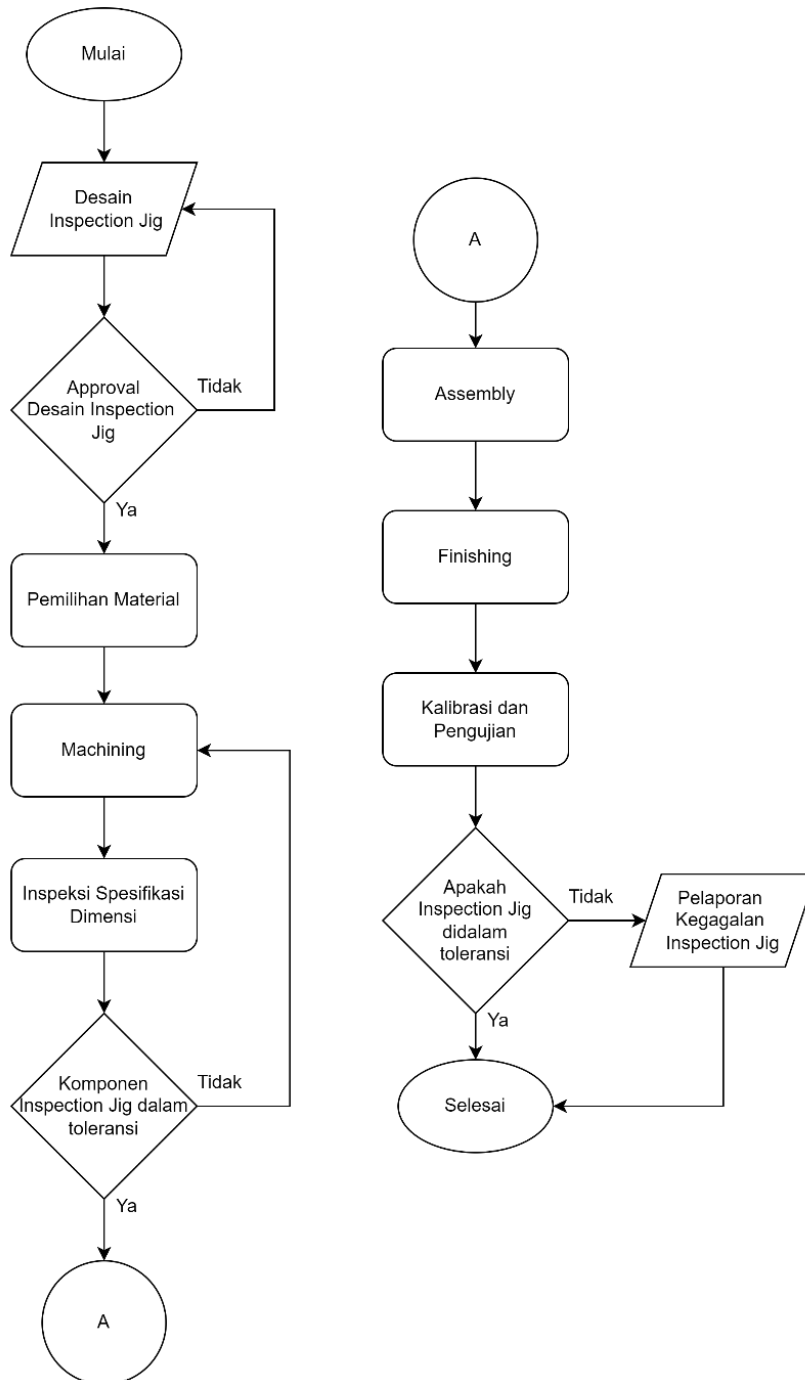 Mulai
Desain
Inspection Jig
Approval
Desain Inspection
Jig
Tidak
Ya
Pemilihan Material
Machining
Inspeksi Spesifikasi
Dimensi
Komponen
Inspection Jig dalam
toleransi
Tidak
Ya
A
A
Assembly
Finishing
Kalibrasi dan
Pengujian
Apakah
Inspection Jig
didalam
toleransi
Tidak
Pelaporan
Kegagalan
Inspection Jig
Ya
Selesai